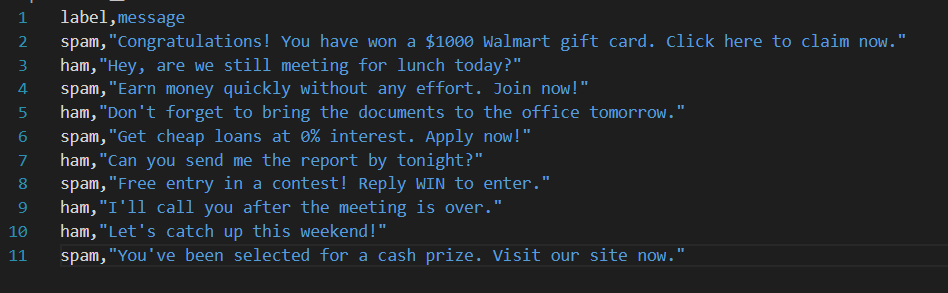 1 label,message
2 spam,"Congratulations! You have won a $1000 Walmart gift card. Click here to claim now."
3 ham,"Hey, are we still meeting for lunch today?"
4 spam,"Earn money quickly without any effort. Join now!"
5 ham,"Don't forget to bring the documents to the office tomorrow."
6 spam,"Get cheap loans at 0% interest. Apply now!"
7 ham,"Can you send me the report by tonight?"
8 spam,"Free entry in a contest! Reply WIN to enter."
9 ham,"I'll call you after the meeting is over."
10 ham,"Let's catch up this weekend!"
11 spam,"You've been selected for a cash prize. Visit our site now."